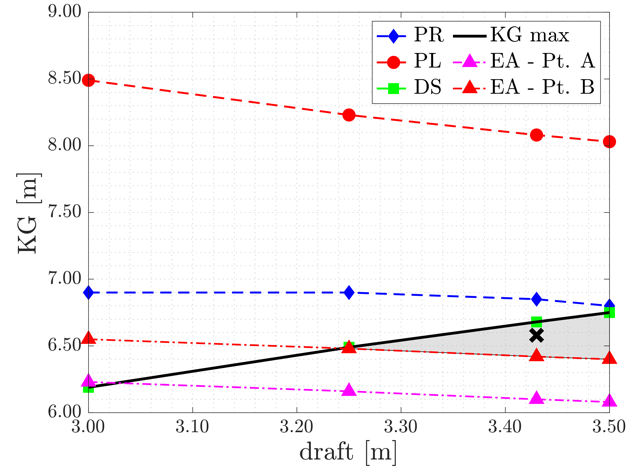 9.00
8.50
8.00
7.50
7.00
6.50
6.00
KG [m]
PR
PL
DS
KG max
EA - Pt. A
EA - Pt. B
3.00 3.10 3.20 3.30 3.40 3.50
draft [m]